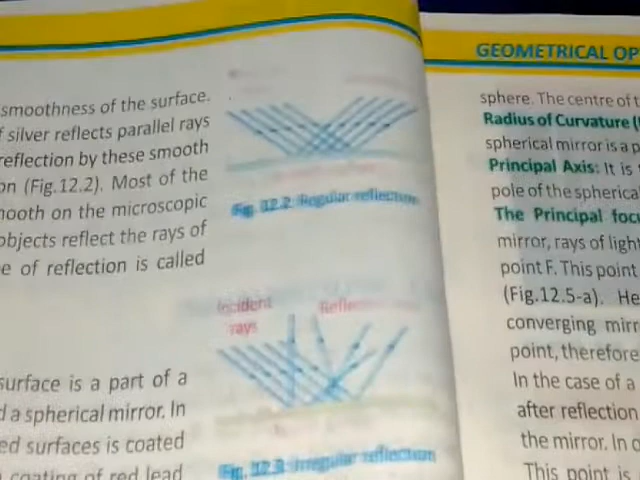 smoothness of the surface.
silver reflects parallel rays
reflection by these smooth
on (Fig.12.2). Most of the
mooth on the microscopic
objects reflect the rays of
e of reflection is called
Fig. 12.2: Regular reflection
Incident
rays
Fig. 12.3: Irregular reflection
surface is a part of a
d a spherical mirror. In
ed surfaces is coated
coating of red lead
GEOMETRICAL OP
sphere. The centre of t
Radius of Curvature (
spherical mirror is a p
Principal Axis: It is
pole of the spherica
The Principal focu
mirror, rays of light
point F. This point
(Fig.12.5-a). He
converging mirr
point, therefore
In the case of a
after reflection
the mirror. In o
This point is